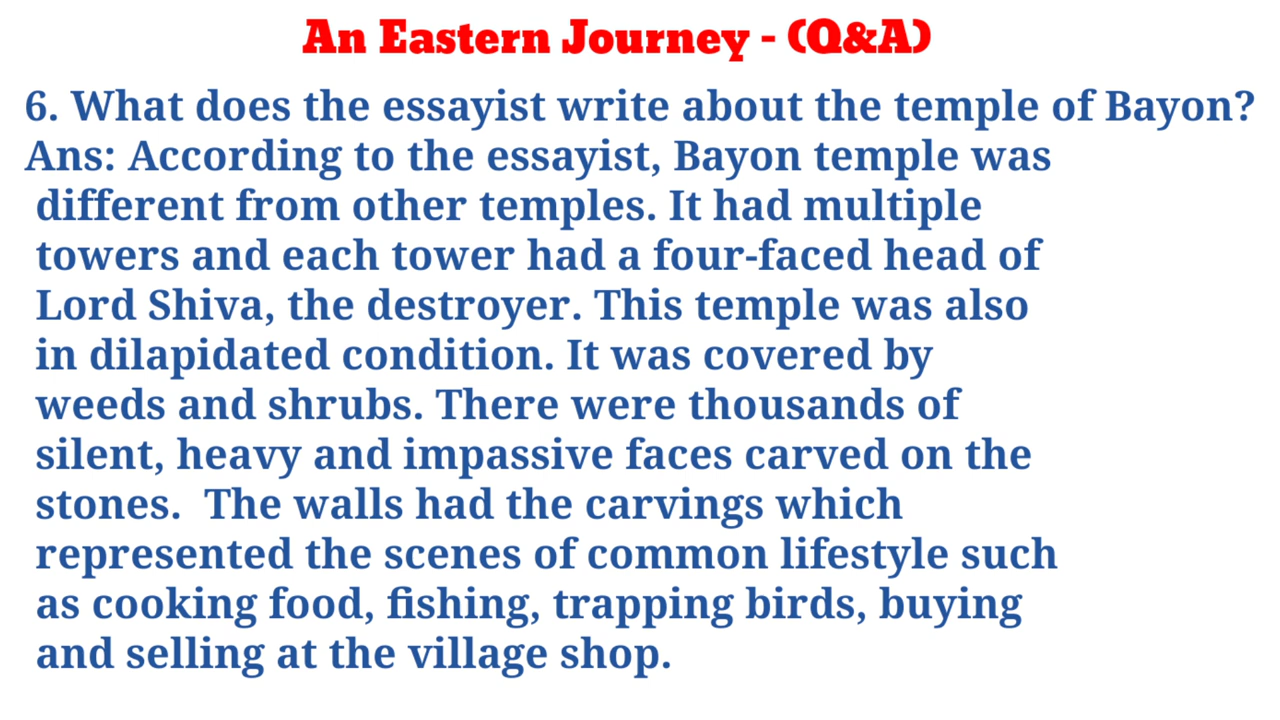 An Eastern Journey - (Q&A)
6. What does the essayist write about the temple of Bayon?
Ans: According to the essayist, Bayon temple was
different from other temples. It had multiple
towers and each tower had a four-faced head of
Lord Shiva, the destroyer. This temple was also
in dilapidated condition. It was covered by
weeds and shrubs. There were thousands of
silent, heavy and impassive faces carved on the
stones.  The walls had the carvings which
represented the scenes of common lifestyle such
as cooking food, fishing, trapping birds, buying
and selling at the village shop.